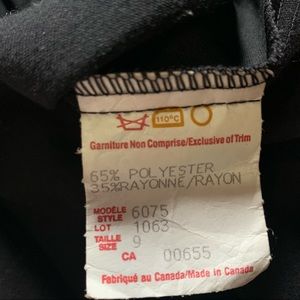 110°C
Garniture Non Comprise/Exclusive of Trim
65% POLYESTER
35%RAYONNE/RAYON
MODÈLE
STYLE 6075
LOT 1063
TAILLE
SIZE 9
CA 00655
Fabriqué au Canada/Made in Canada